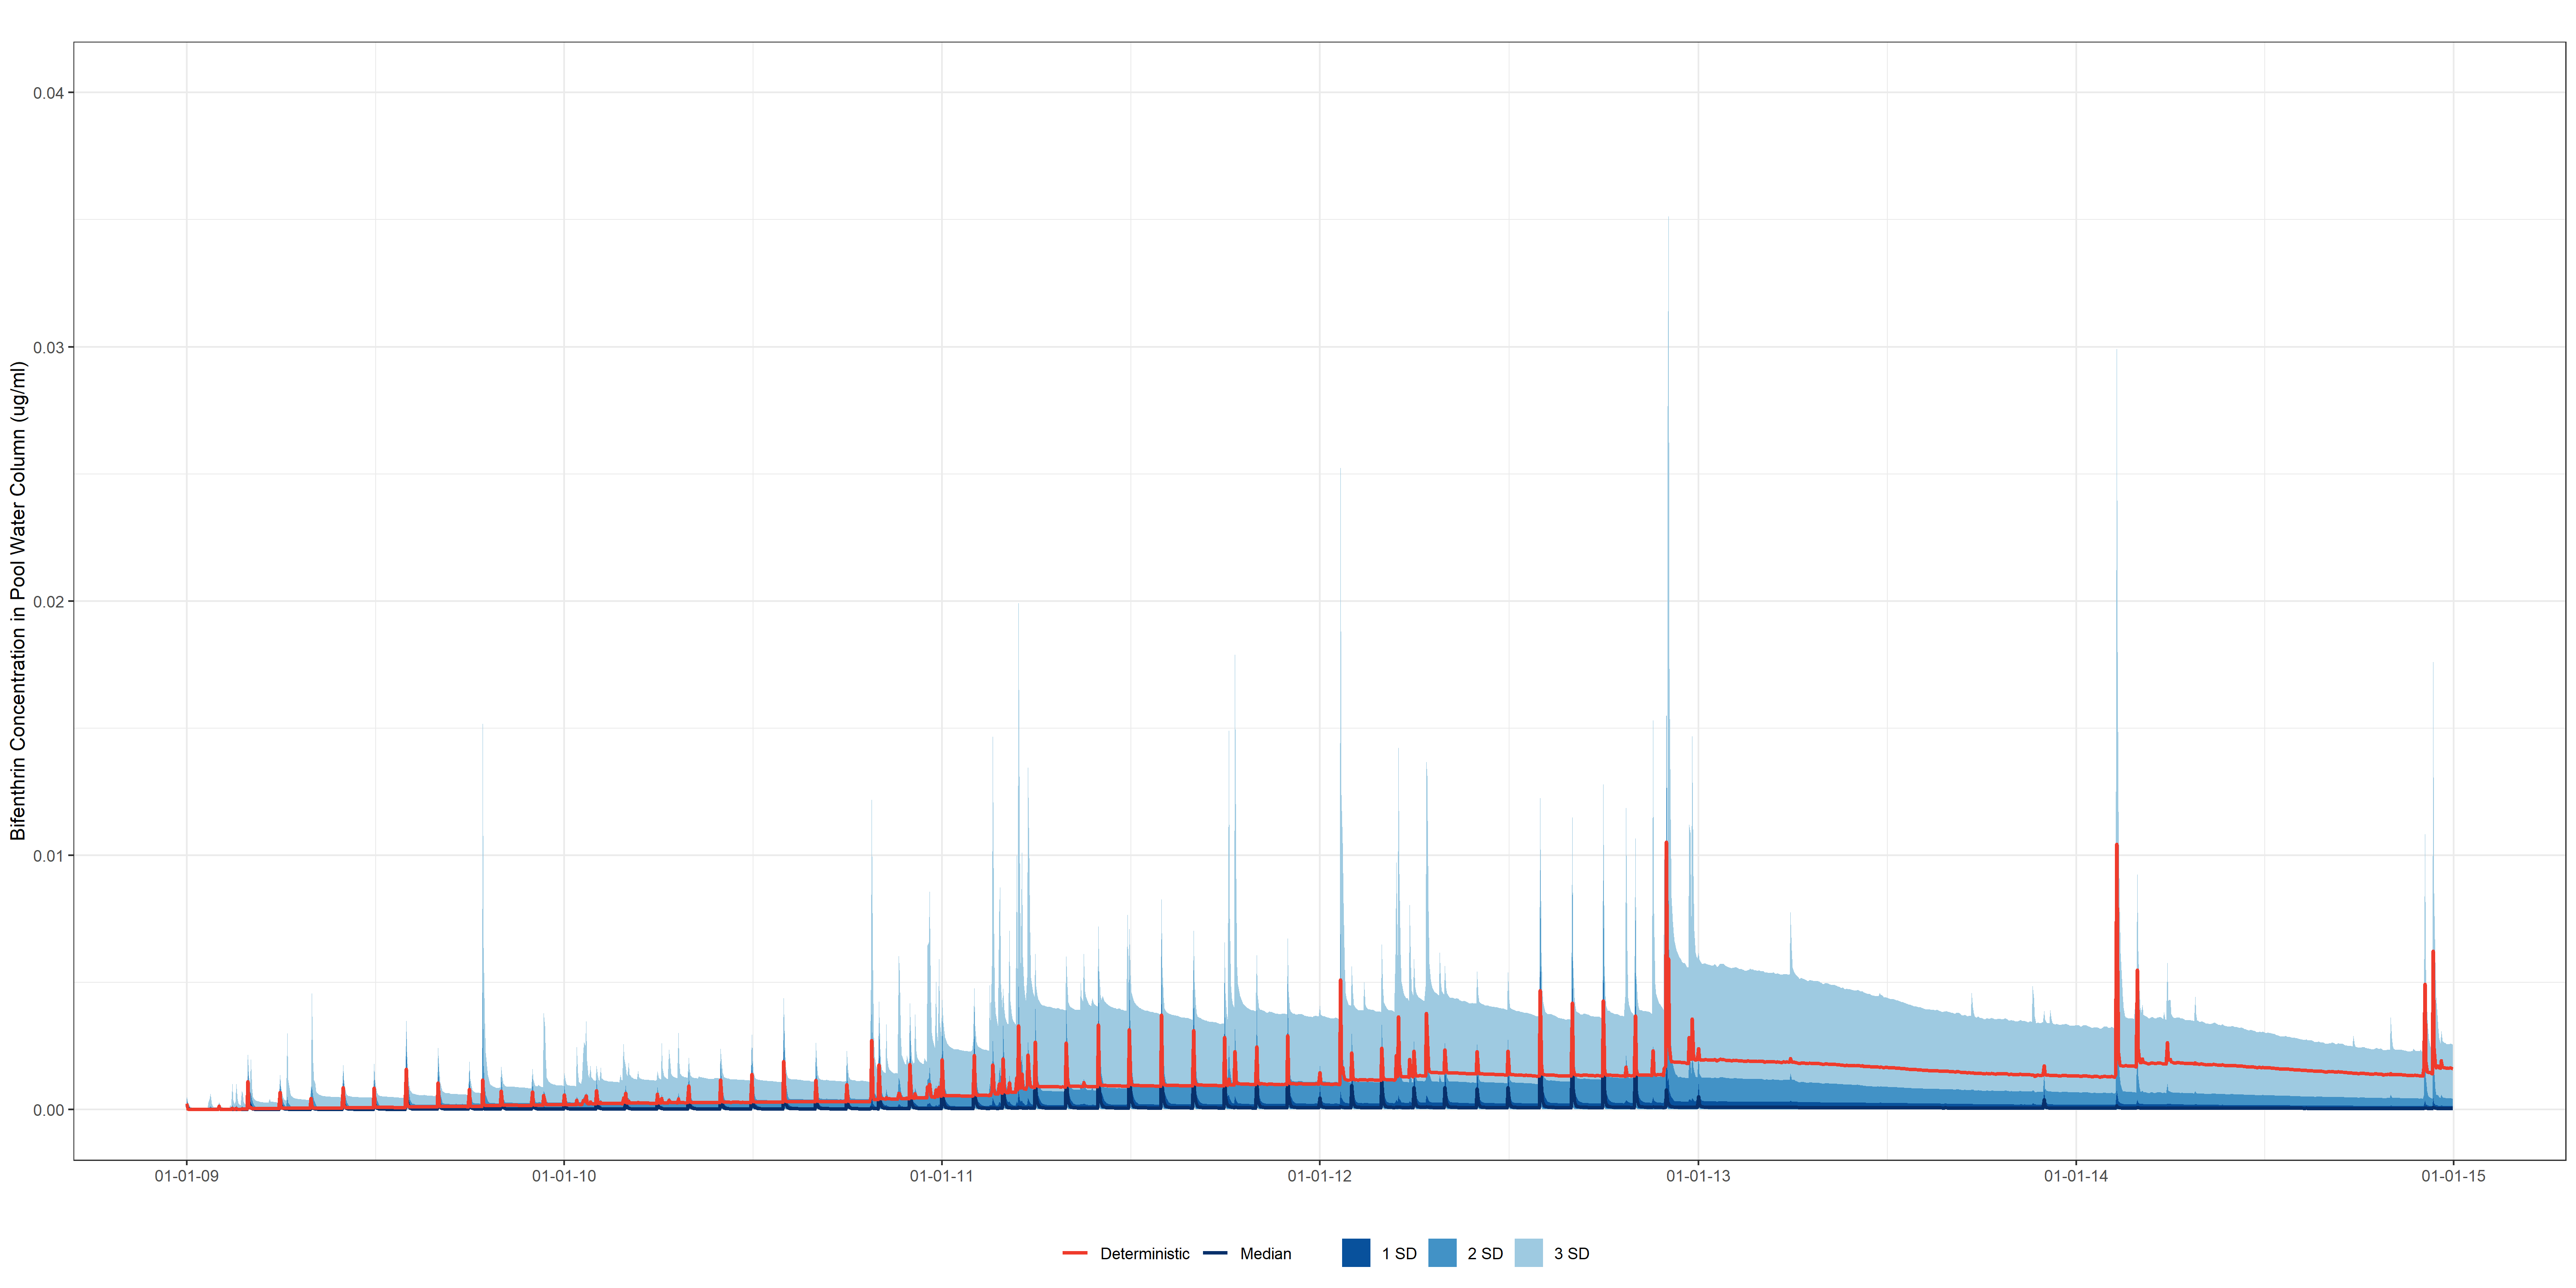 Bifenthrin Concentration in Pool Water Column (ug/ml)
0.04
0.03
0.02
0.01
0.00
01-01-09 01-01-10 01-01-11 01-01-12 01-01-13 01-01-14 01-01-15
Deterministic Median 1 SD 2 SD 3 SD